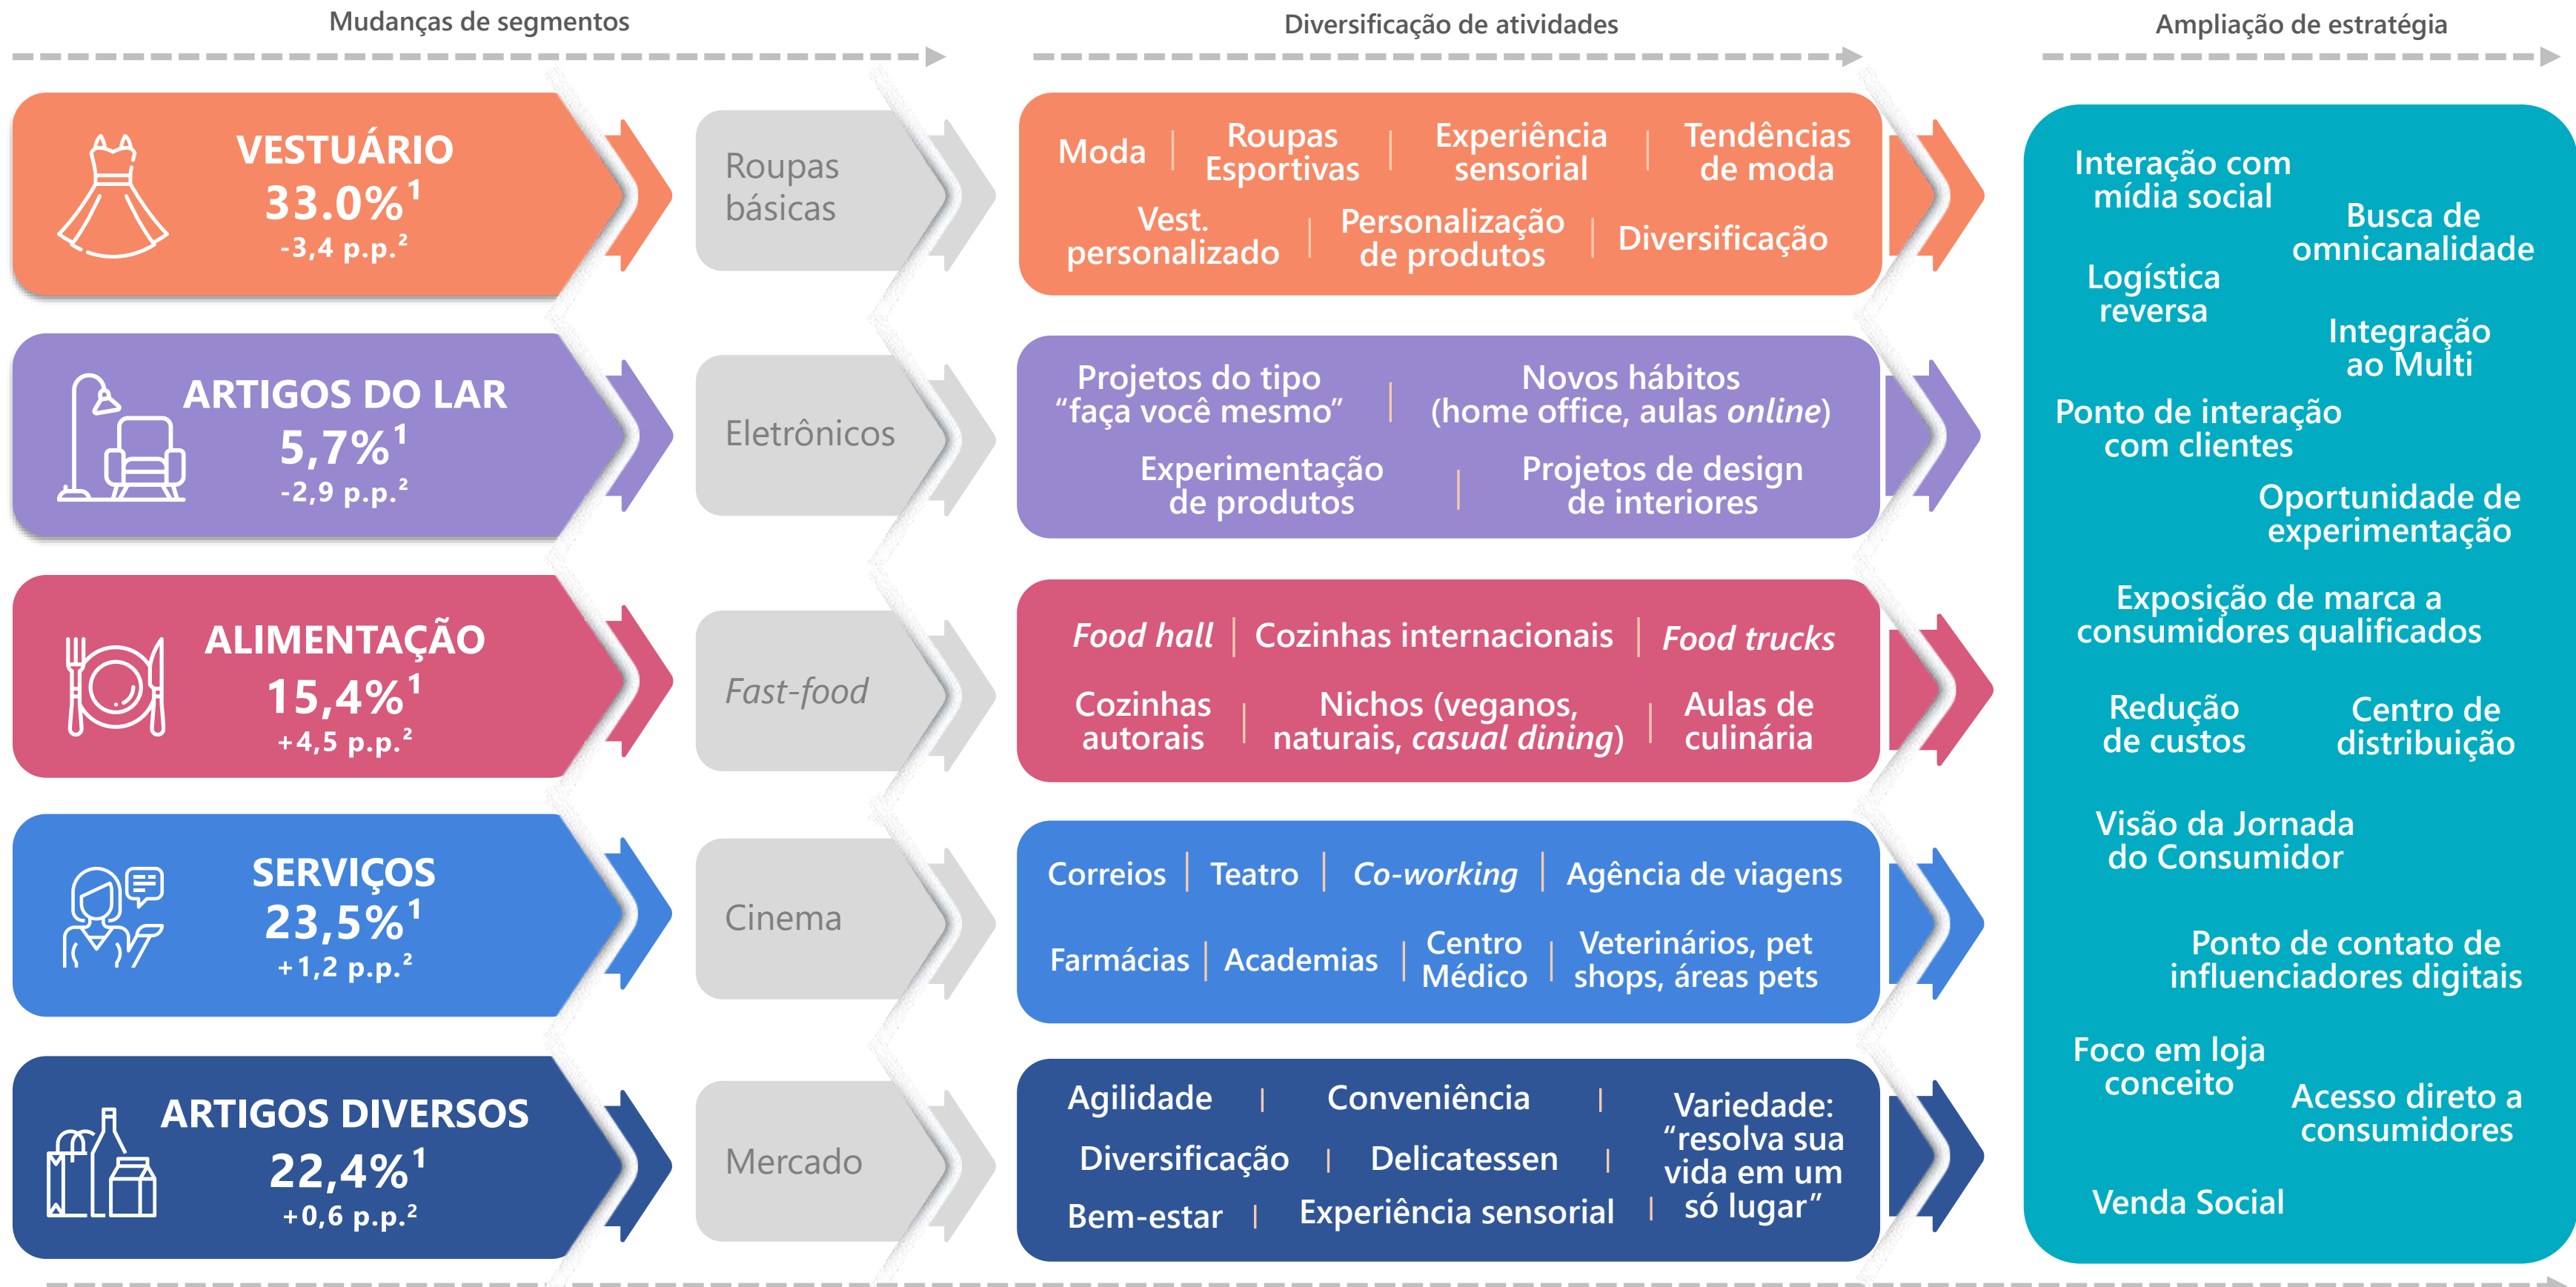 Mudanças de segmentos
Diversificação de atividades
Ampliação de estratégia
VESTUÁRIO
33.0%¹
-3,4 p.p.²
Roupas
básicas
Moda | Roupas
Esportivas | Experiência
sensorial | Tendências
de moda
Vest.
personalizado | Personalização
de produtos | Diversificação
ARTIGOS DO LAR
5,7%¹
-2,9 p.p.²
Eletrônicos
Projetos do tipo
“faça você mesmo” | Novos hábitos
(home office, aulas online)
Experimentação
de produtos | Projetos de design
de interiores
ALIMENTAÇÃO
15,4%¹
+4,5 p.p.²
Fast-food
Food hall | Cozinhas internacionais | Food trucks
Cozinhas
autorais | Nichos (veganos,
naturais, casual dining) | Aulas de
culinária
SERVIÇOS
23,5%¹
+1,2 p.p.²
Cinema
Correios | Teatro | Co-working | Agência de viagens
Farmácias | Academias | Centro
Médico | Veterinários, pet
shops, áreas pets
ARTIGOS DIVERSOS
22,4%¹
+0,6 p.p.²
Mercado
Agilidade | Conveniência |
Diversificação | Delicatessen |
Bem-estar | Experiência sensorial |
Variedade:
“resolva sua
vida em um
só lugar”
Interação com
mídia social
Busca de
omnicanalidade
Logística
reversa
Integração
ao Multi
Ponto de interação
com clientes
Oportunidade de
experimentação
Exposição de marca a
consumidores qualificados
Redução
de custos
Centro de
distribuição
Visão da Jornada
do Consumidor
Ponto de contato de
influenciadores digitais
Foco em loja
conceito
Acesso direto a
consumidores
Venda Social